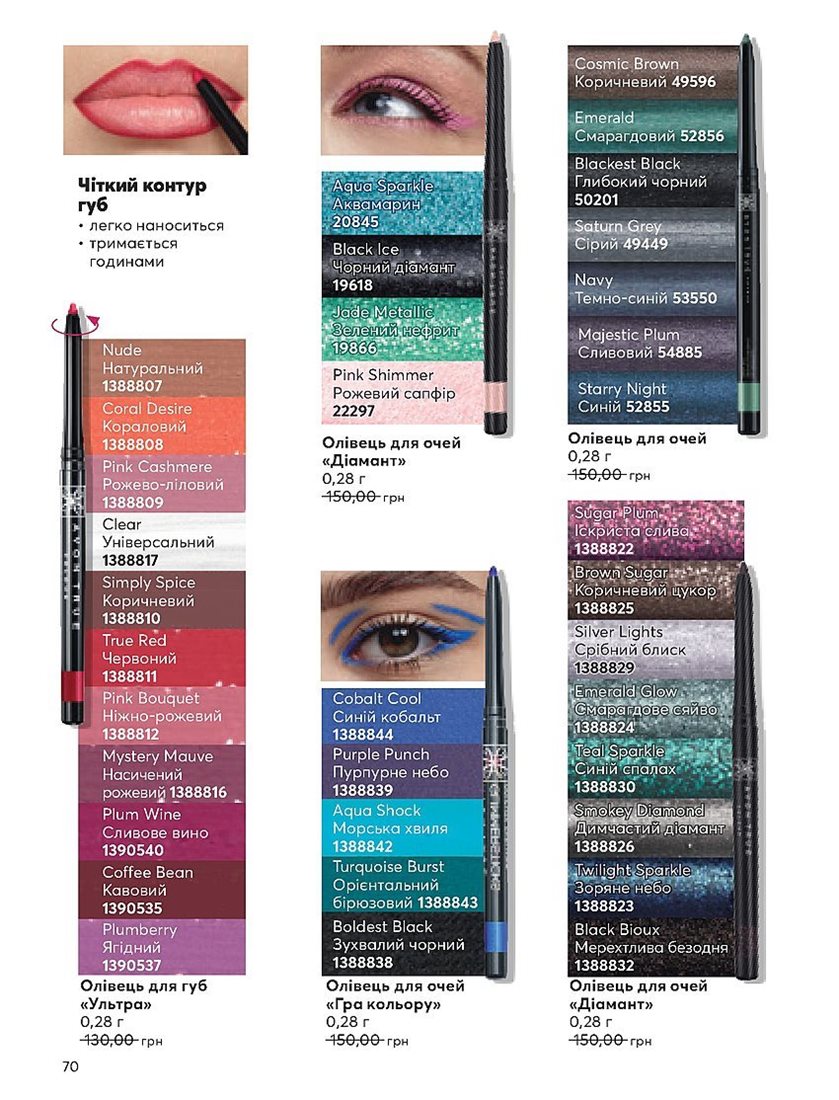 Чіткий контур
губ
• легко наноситься
• тримається
годинами
Nude
Натуральний
1388807
Coral Desire
Кораловий
1388808
Pink Cashmere
Рожево-ліловий
1388809
Clear
Універсальний
1388817
Simply Spice
Коричневий
1388810
True Red
Червоний
1388811
Pink Bouquet
Ніжно-рожевий
1388812
Mystery Mauve
Насичений
рожевий 1388816
Plum Wine
Сливове вино
1390540
Coffee Bean
Кавовий
1390535
Plumberry
Ягідний
1390537
AVON TRUE
Олівець для губ
«Ультра»
0,28 г
130,00 грн
Aqua Sparkle
Аквамарин
20845
Black Ice
Чорний діамант
19618
Jade Metallic
Зелений нефрит
19866
Pink Shimmer
Рожевий сапфір
22297
Олівець для очей
«Діамант»
0,28 г
150,00 грн
Cosmic Brown
Коричневий 49596
Emerald
Смарагдовий 52856
Blackest Black
Глибокий чорний
50201
Saturn Grey
Сірий 49449
Navy
Темно-синій 53550
Majestic Plum
Сливовий 54885
Starry Night
Синій 52855
Олівець для очей
0,28 г
150,00 грн
Cobalt Cool
Синій кобальт
1388844
Purple Punch
Пурпурне небо
1388839
Aqua Shock
Морська хвиля
1388842
Turquoise Burst
Орієнтальний
бірюзовий 1388843
Boldest Black
Зухвалий чорний
1388838
Олівець для очей
«Гра кольору»
0,28 г
150,00 грн
Sugar Plum
Іскриста слива
1388822
Brown Sugar
Коричневий цукор
1388825
Silver Lights
Срібний блиск
1388829
Emerald Glow
Смарагдове сяйво
1388824
Teal Sparkle
Синій спалах
1388830
Smokey Diamond
Димчастий діамант
1388826
Twilight Sparkle
Зоряне небо
1388823
Black Bioux
Мерехтлива безодня
1388832
Олівець для очей
«Діамант»
0,28 г
150,00 грн
70